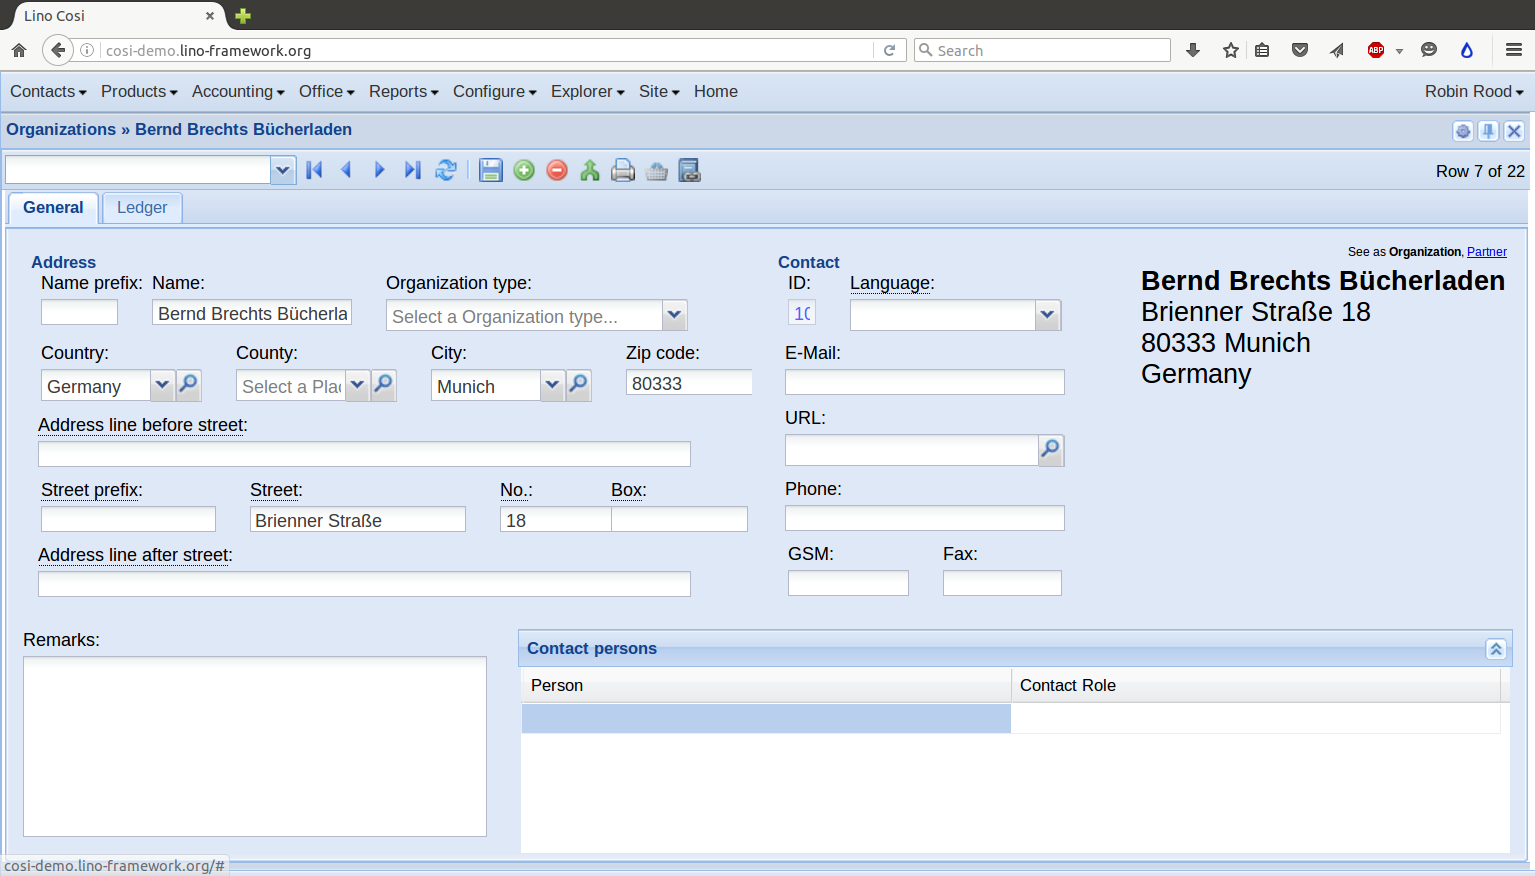 Lino Cosi
cosi-demo.lino-framework.org
Search
ABP
Contacts Products Accounting Office Reports Configure Explorer Site Home
Robin Rood
Organizations » Bernd Brechts Bücherladen
Row 7 of 22
General Ledger
See as Organization, Partner
Address
Name prefix: Name: Organization type:
Bernd Brechts Bücherla
Select a Organization type...
Country: County: City: Zip code:
Germany Select a Plac Munich 80333
Address line before street:
Street prefix: Street: No.: Box:
Brienner Straße 18
Address line after street:
Contact
ID: Language:
10
E-Mail:
URL:
Phone:
GSM: Fax:
Bernd Brechts Bücherladen
Brienner Straße 18
80333 Munich
Germany
Remarks:
Contact persons
Person Contact Role
cosi-demo.lino-framework.org/#